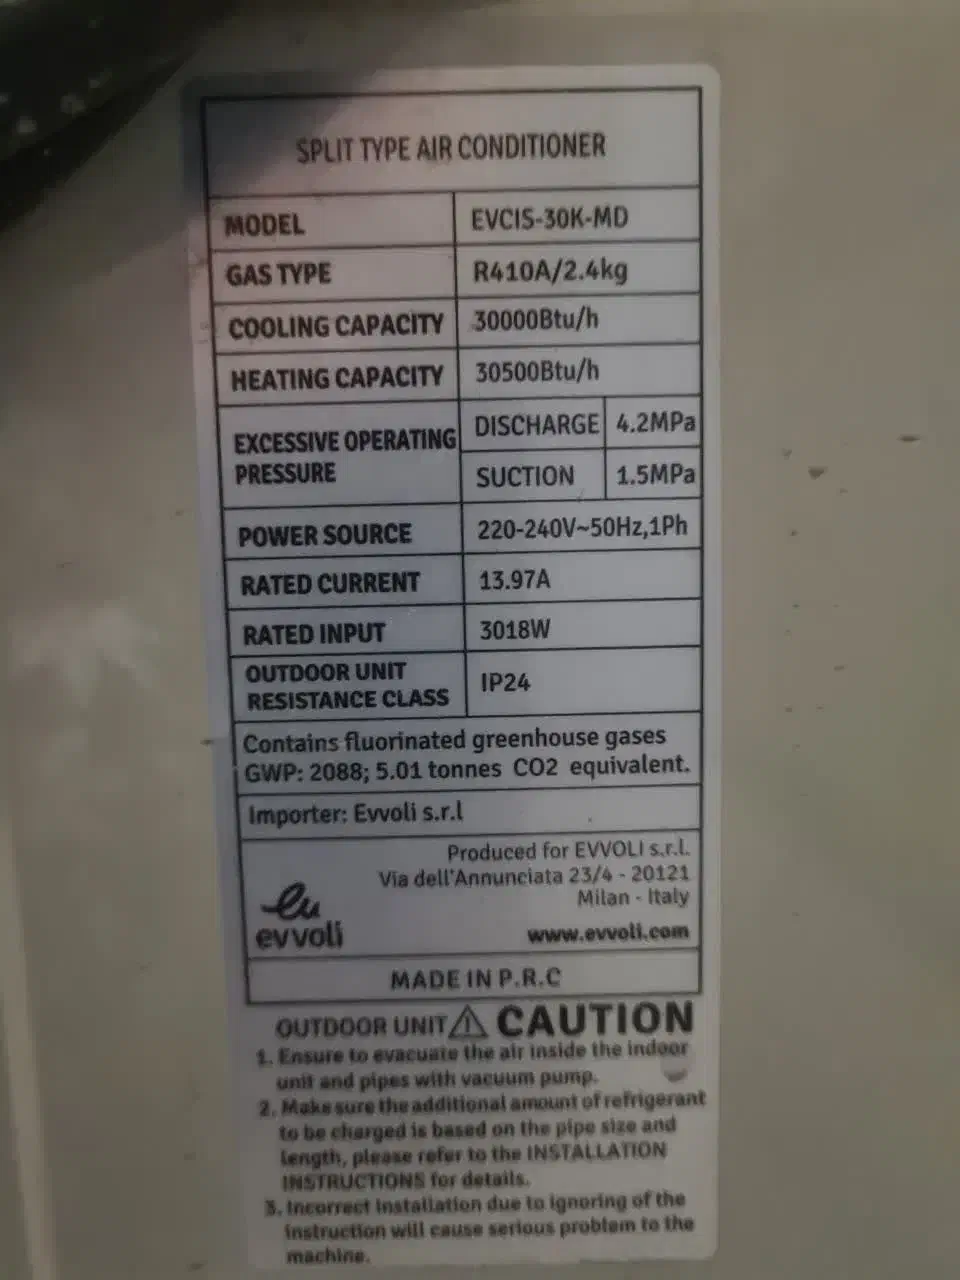 SPLIT TYPE AIR CONDITIONER
MODEL EVCIS-30K-MD
GAS TYPE R410A/2.4kg
COOLING CAPACITY 30000Btu/h
HEATING CAPACITY 30500Btu/h
EXCESSIVE OPERATING PRESSURE DISCHARGE 4.2MPa
SUCTION 1.5MPa
POWER SOURCE 220-240V~50Hz,1Ph
RATED CURRENT 13.97A
RATED INPUT 3018W
OUTDOOR UNIT
RESISTANCE CLASS IP24
Contains fluorinated greenhouse gases
GWP: 2088; 5.01 tonnes CO2 equivalent.
Importer: Evvoli s.r.l
Produced for EVVOLI s.r.l.
Via dell'Annunciata 23/4 - 20121
Milan - Italy
eu
evvoli
www.evvoli.com
MADE IN P.R.C
OUTDOOR UNIT CAUTION
1. Ensure to evacuate the air inside the indoor
unit and pipes with vacuum pump.
2. Make sure the additional amount of refrigerant
to be charged is based on the pipe size and
length, please refer to the INSTALLATION
INSTRUCTIONS for details.
3. Incorrect installation due to ignoring of the
instruction will cause serious problem to the
machine.